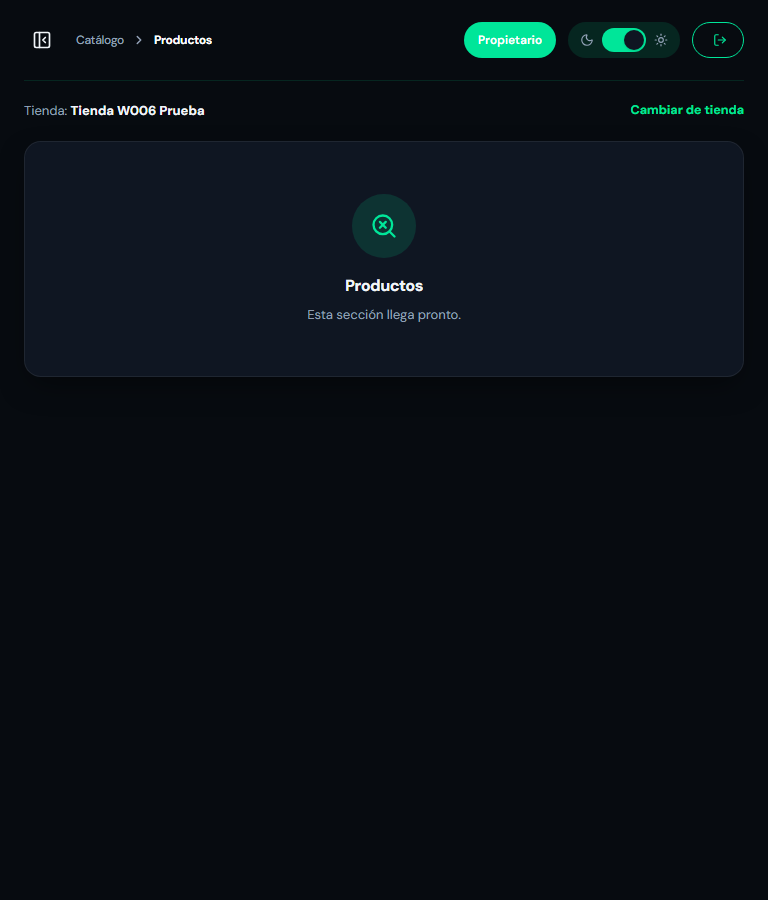 Catálogo > Productos
Propietario
Tienda: Tienda W006 Prueba
Cambiar de tienda
Productos
Esta sección llega pronto.